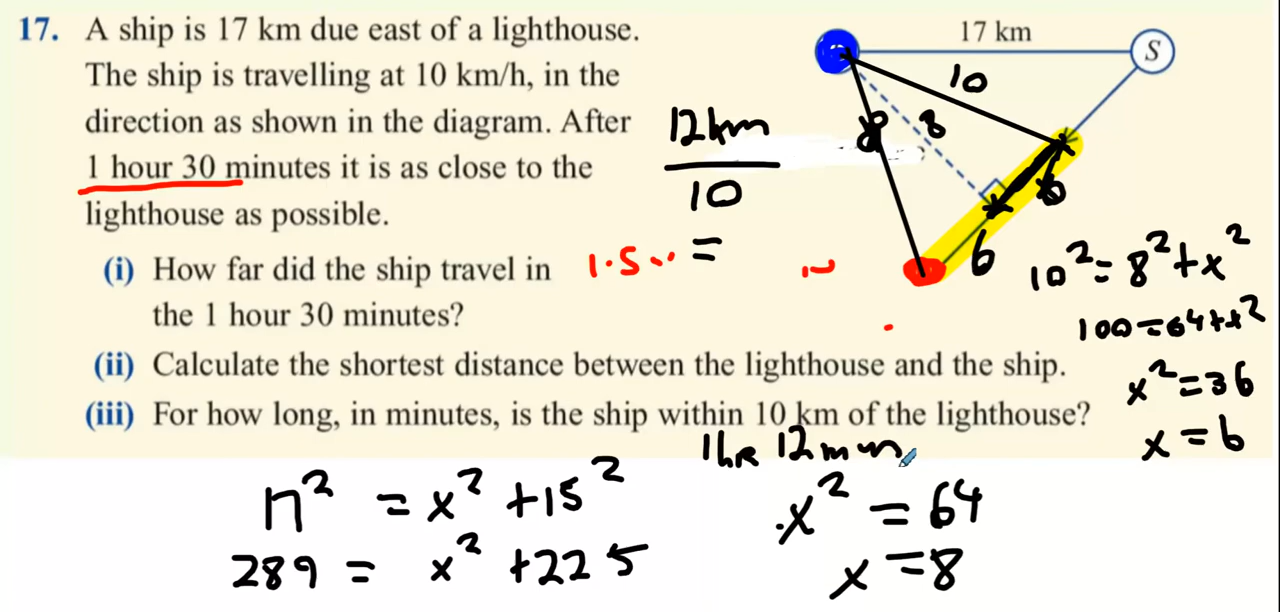 17. A ship is 17 km due east of a lighthouse.
The ship is travelling at 10 km/h, in the
direction as shown in the diagram. After
1 hour 30 minutes it is as close to the
lighthouse as possible.
(i) How far did the ship travel in
the 1 hour 30 minutes?
(ii) Calculate the shortest distance between the lighthouse and the ship.
(iii) For how long, in minutes, is the ship within 10 km of the lighthouse?
17 km
S
10
8
8
6
6
12km
10
=
1.5
10² = 8² + x²
100 = 64 + x²
x² = 36
x = 6
1hr 12min
17² = x² + 15²
289 = x² + 225
x² = 64
x = 8